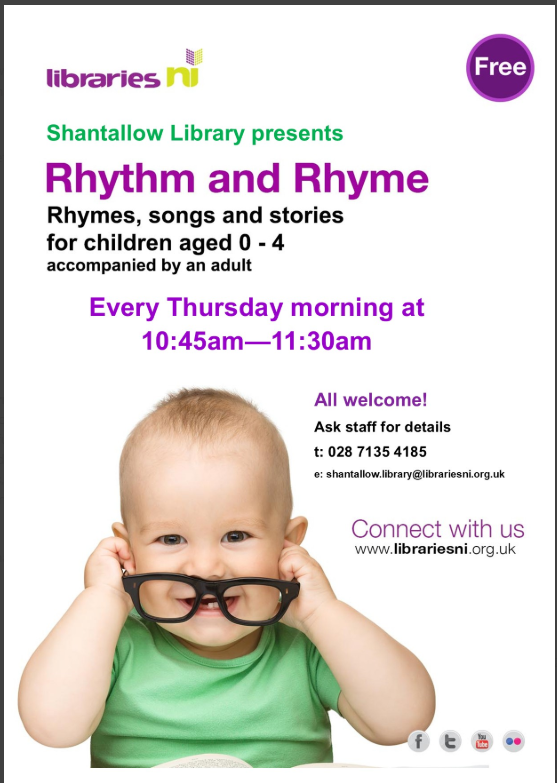 libraries ni
Free
Shantallow Library presents
Rhythm and Rhyme
Rhymes, songs and stories
for children aged 0 - 4
accompanied by an adult
Every Thursday morning at
10:45am—11:30am
All welcome!
Ask staff for details
t: 028 7135 4185
e: shantallow.library@librariesni.org.uk
Connect with us
www.librariesni.org.uk
f t You Tube